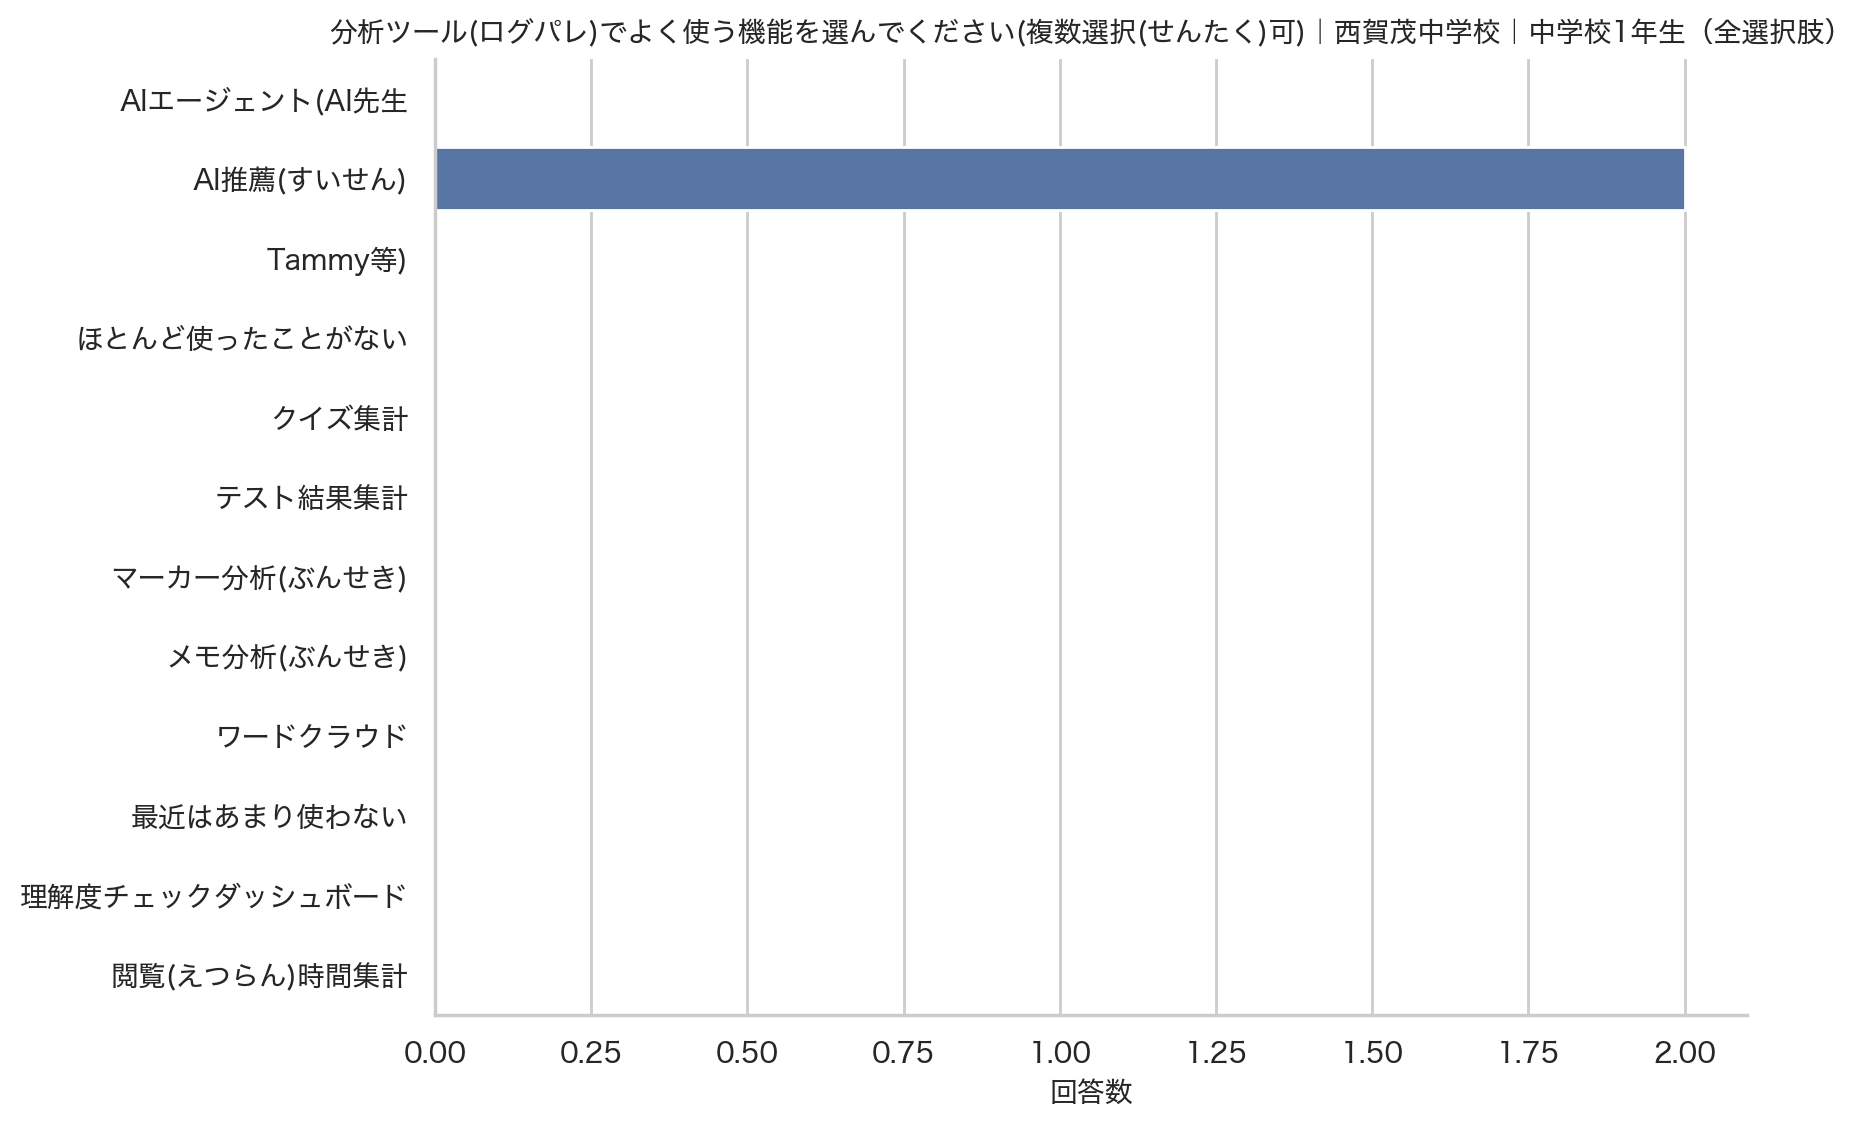 分析ツール(ログパレ)でよく使う機能を選んでください(複数選択(せんたく)可)｜西賀茂中学校｜中学校1年生（全選択肢）
AIエージェント(AI先生
AI推薦(すいせん)
Tammy等)
ほとんど使ったことがない
クイズ集計
テスト結果集計
マーカー分析(ぶんせき)
メモ分析(ぶんせき)
ワードクラウド
最近はあまり使わない
理解度チェックダッシュボード
閲覧(えつらん)時間集計
0.00 0.25 0.50 0.75 1.00 1.25 1.50 1.75 2.00
回答数